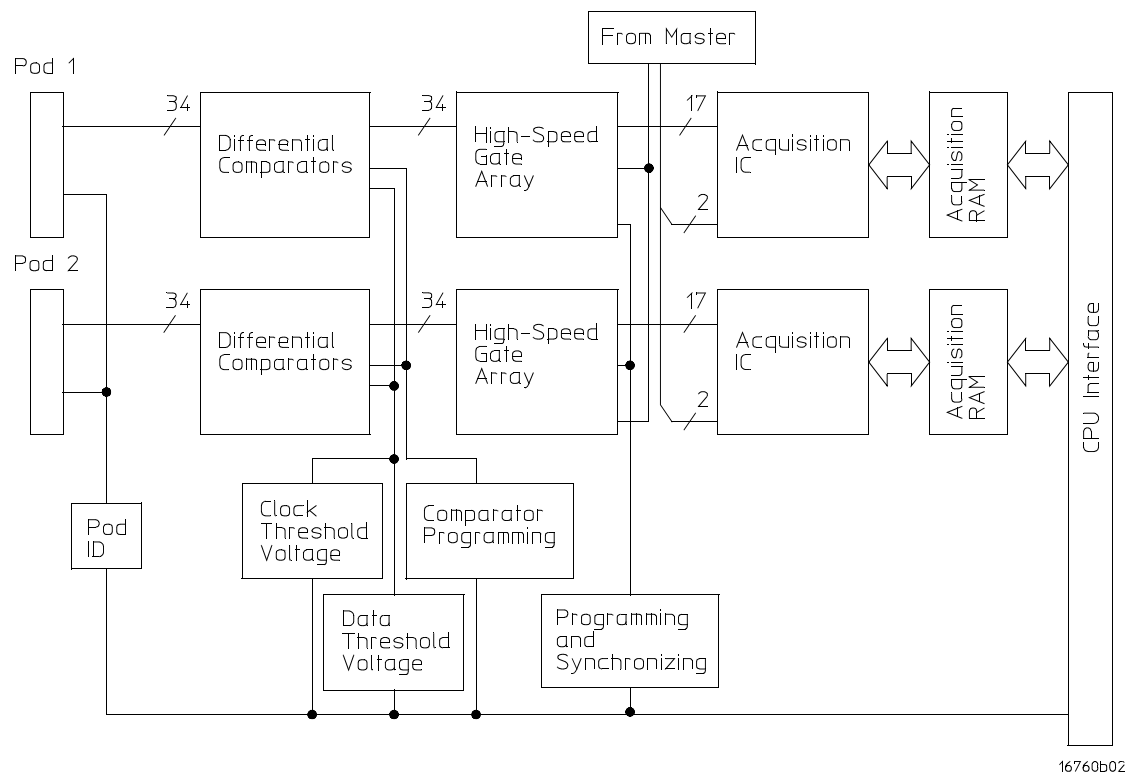 From Master
Pod 1
34
34
17
Differential
Comparators
High-Speed
Gate
Array
Acquisition
IC
Acquisition
RAM
2
Pod 2
34
34
17
Differential
Comparators
High-Speed
Gate
Array
Acquisition
IC
Acquisition
RAM
2
CPU Interface
Clock
Threshold
Voltage
Comparator
Programming
Pod
ID
Data
Threshold
Voltage
Programming
and
Synchronizing
16760b02